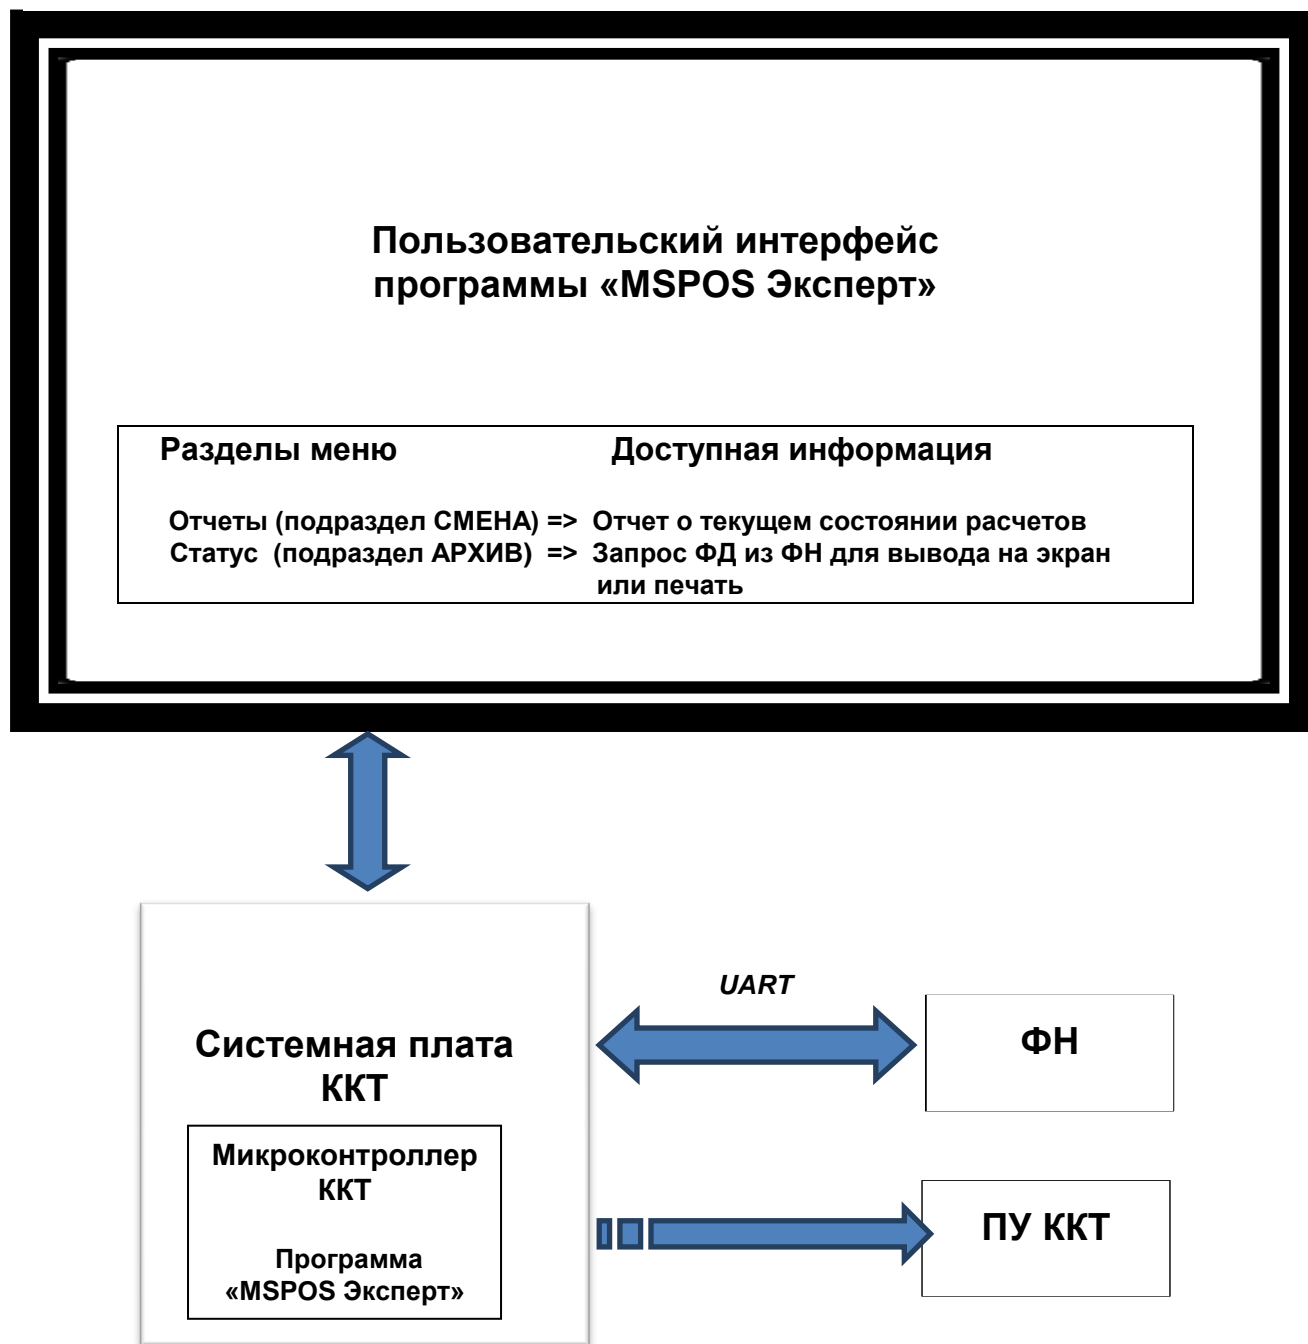 Пользовательский интерфейс
программы «MSPOS Эксперт»
Разделы меню Доступная информация
Отчеты (подраздел СМЕНА) => Отчет о текущем состоянии расчетов
Статус (подраздел АРХИВ) => Запрос ФД из ФН для вывода на экран
или печать
UART
Системная плата
ККТ
ФН
Микроконтроллер
ККТ
Программа
«MSPOS Эксперт»
ПУ ККТ